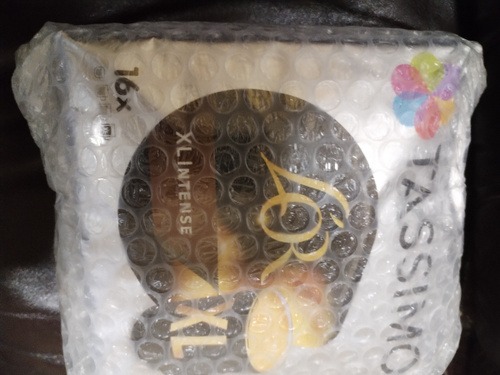 TASSIMO
L'OR
XL INTENSE
XL
16x